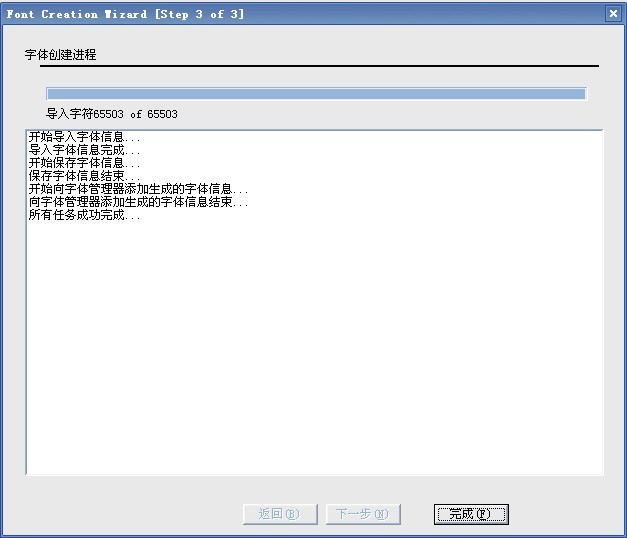 Font Creation Wizard [Step 3 of 3]
字体创建进程
导入字符65503 of 65503
开始导入字体信息...
导入字体信息完成...
开始保存字体信息...
保存字体信息结束...
开始向字体管理器添加生成的字体信息...
向字体管理器添加生成的字体信息结束...
所有任务成功完成...
返回(B) 下一步(N) 完成(F)